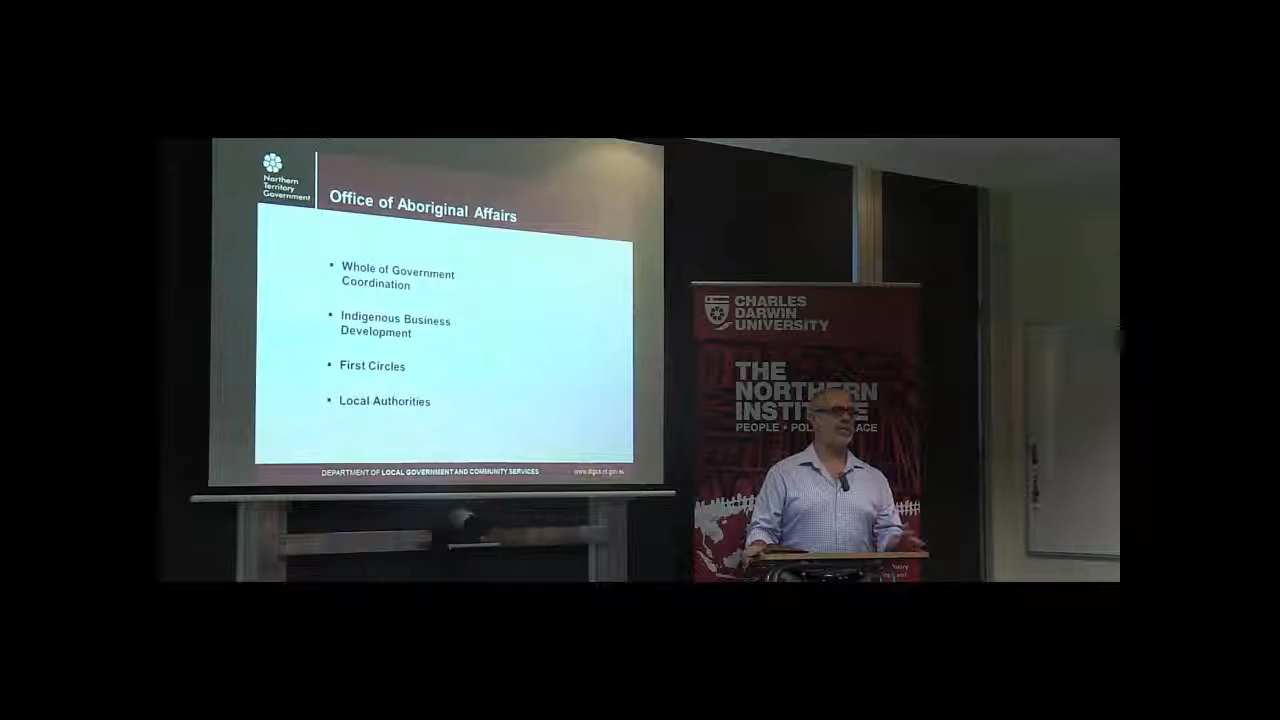 Northern
Territory
Government
Office of Aboriginal Affairs
Whole of Government
Coordination
Indigenous Business
Development
First Circles
Local Authorities
DEPARTMENT OF LOCAL GOVERNMENT AND COMMUNITY SERVICES
CHARLES
DARWIN
UNIVERSITY
THE
NORTHERN
PEOPLE